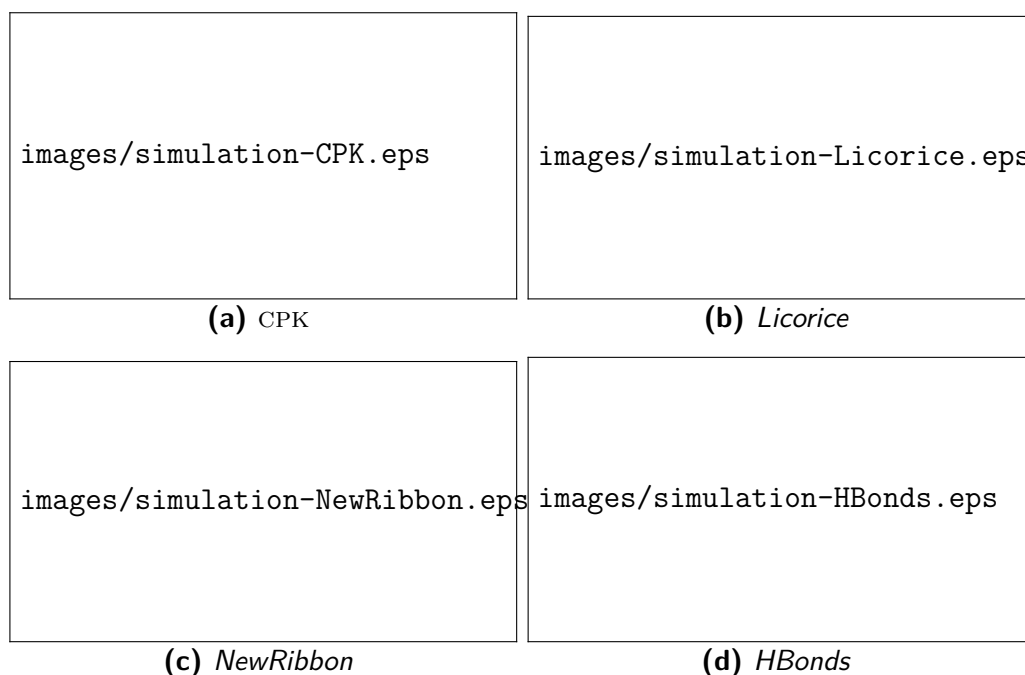 images/simulation-CPK.eps
images/simulation-Licorice.eps
(a) CPK
(b) Licorice
images/simulation-NewRibbon.eps
images/simulation-HBonds.eps
(c) NewRibbon
(d) HBonds